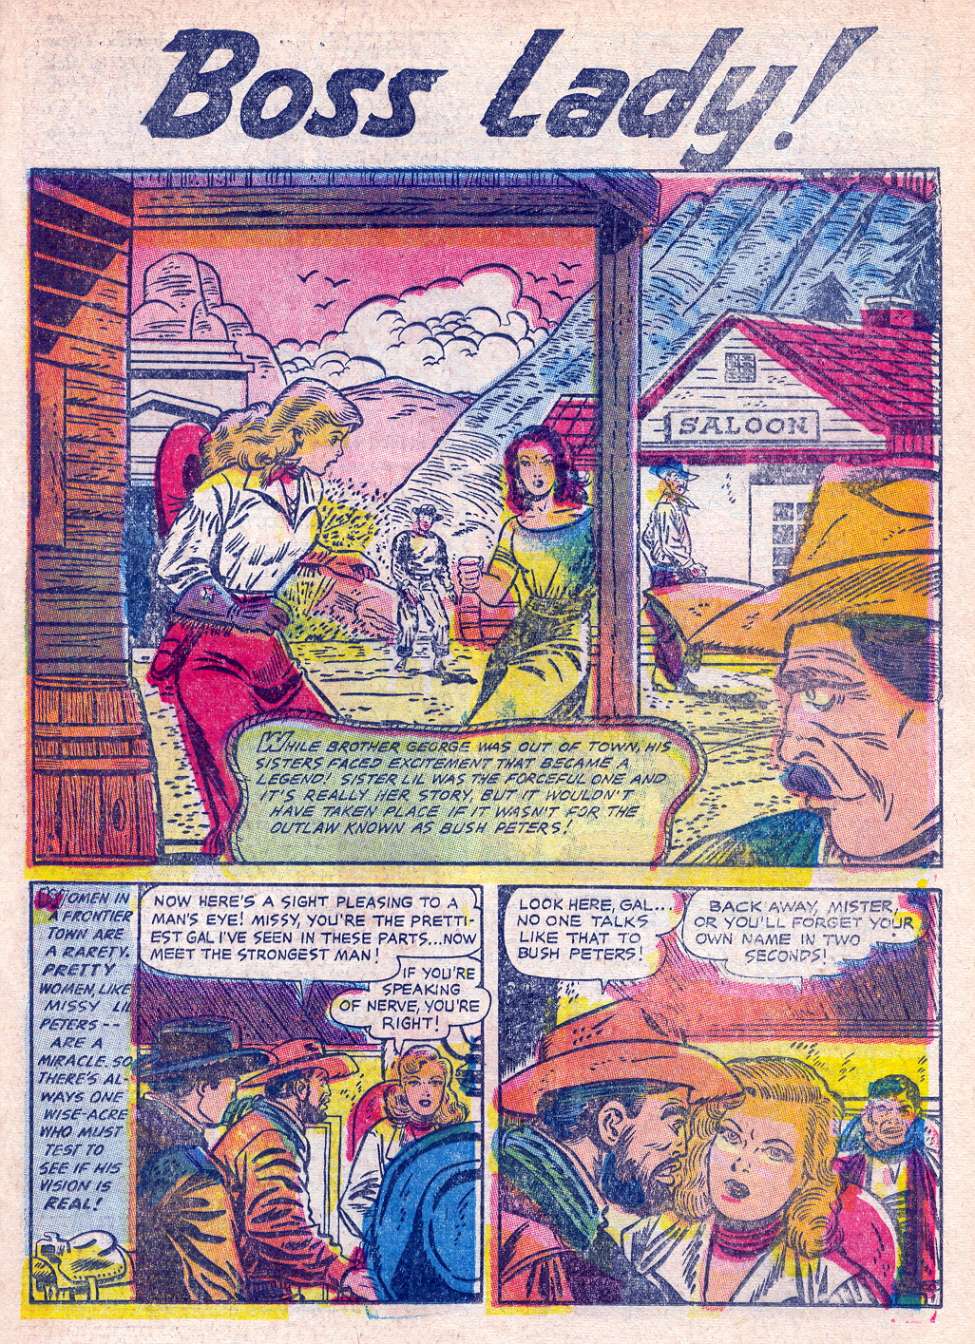 Boss Lady!
SALOON
WHILE BROTHER GEORGE WAS OUT OF TOWN, HIS
SISTERS FACED EXCITEMENT THAT BECAME A
LEGEND! SISTER LIL WAS THE FORCEFUL ONE AND
IT'S REALLY HER STORY, BUT IT WOULDN'T
HAVE TAKEN PLACE IF IT WASN'T FOR THE
OUTLAW KNOWN AS BUSH PETERS!
WOMEN IN
A FRONTIER
TOWN ARE
A RARETY.
PRETTY
WOMEN, LIKE
MISSY LIL
PETERS --
ARE A
MIRACLE. SO
THERE'S AL-
WAYS ONE
WISE-ACRE
WHO MUST
TEST TO
SEE IF HIS
VISION IS
REAL!
NOW HERE'S A SIGHT PLEASING TO A
MAN'S EYE! MISSY, YOU'RE THE PRETTI-
EST GAL I'VE SEEN IN THESE PARTS...NOW
MEET THE STRONGEST MAN!
IF YOU'RE
SPEAKING
OF NERVE, YOU'RE
RIGHT!
LOOK HERE, GAL...
NO ONE TALKS
LIKE THAT TO
BUSH PETERS!
BACK AWAY, MISTER,
OR YOU'LL FORGET YOUR
OWN NAME IN TWO
SECONDS!